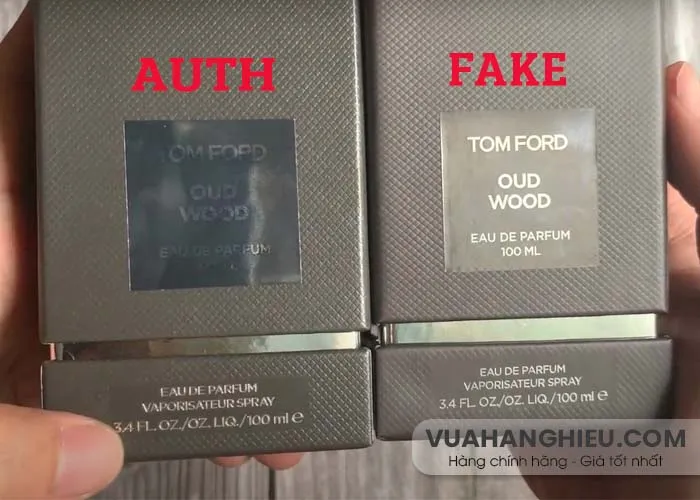 AUTH
FAKE
TOM FORD
OUD
WOOD
EAU DE PARFUM
TOM FORD
OUD
WOOD
EAU DE PARFUM
100 ML
EAU DE PARFUM
VAPORISATEUR SPRAY
3.4 FL. OZ./OZ. LIQ./100 ml e
EAU DE PARFUM
VAPORISATEUR SPRAY
3.4 FL. OZ./OZ. LIQ./100 ml e
VUAHANGHIEU.COM
Hàng chính hãng - Giá tốt nhất